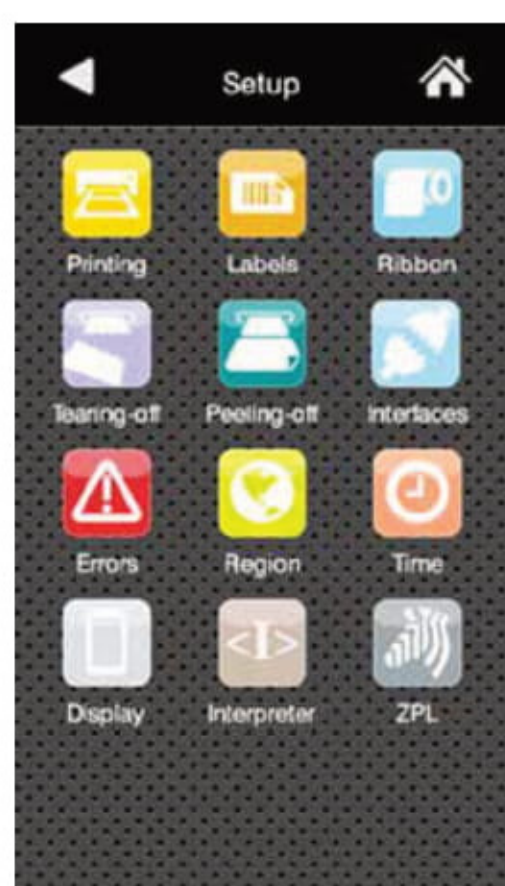 Setup
Printing Labels Ribbon
Tearing-off Peeling-off Interfaces
Errors Region Time
<I>
Display Interpreter ZPL